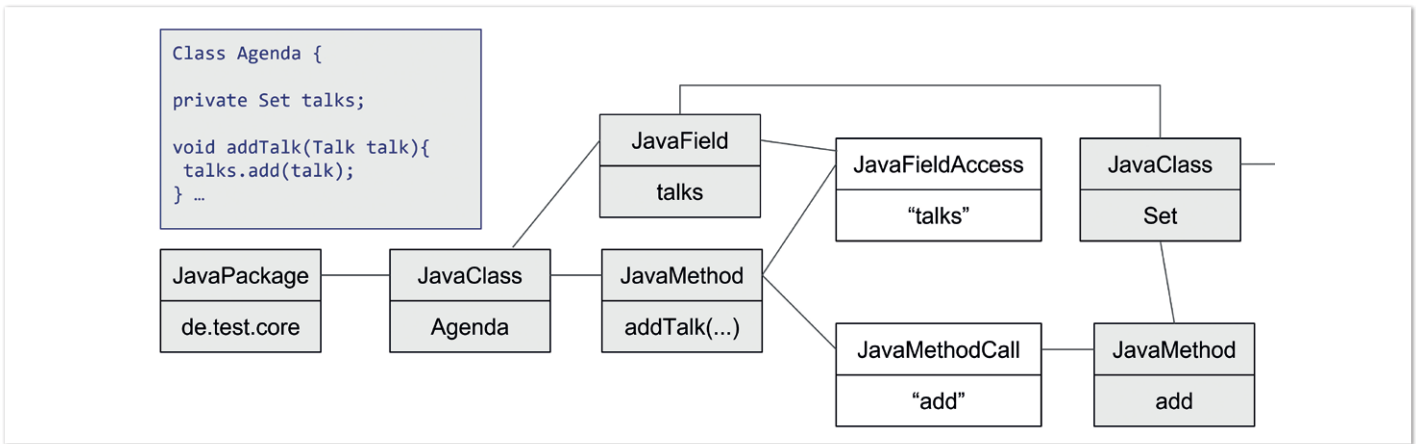 Class Agenda {
private Set talks;
void addTalk(Talk talk){
talks.add(talk);
} …
JavaField
talks
JavaFieldAccess
“talks”
JavaClass
Set
JavaPackage
de.test.core
JavaClass
Agenda
JavaMethod
addTalk(...)
JavaMethodCall
“add”
JavaMethod
add